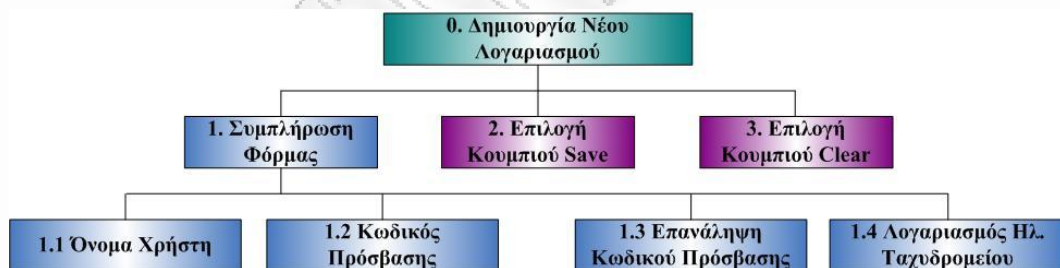 0. Δημιουργία Νέου
Λογαριασμού
1. Συμπλήρωση
Φόρμας
2. Επιλογή
Κουμπιού Save
3. Επιλογή
Κουμπιού Clear
1.1 Όνομα Χρήστη
1.2 Κωδικός
Πρόσβασης
1.3 Επανάληψη
Κωδικού Πρόσβασης
1.4 Λογαριασμός Ηλ.
Ταχυδρομείου